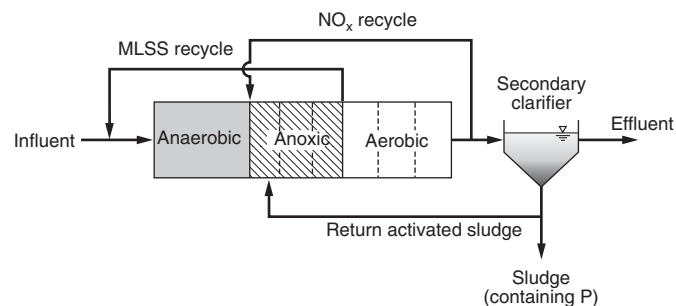 NOx recycle
MLSS recycle
Secondary
clarifier
Influent
Anaerobic
Anoxic
Aerobic
Effluent
Return activated sludge
Sludge
(containing P)